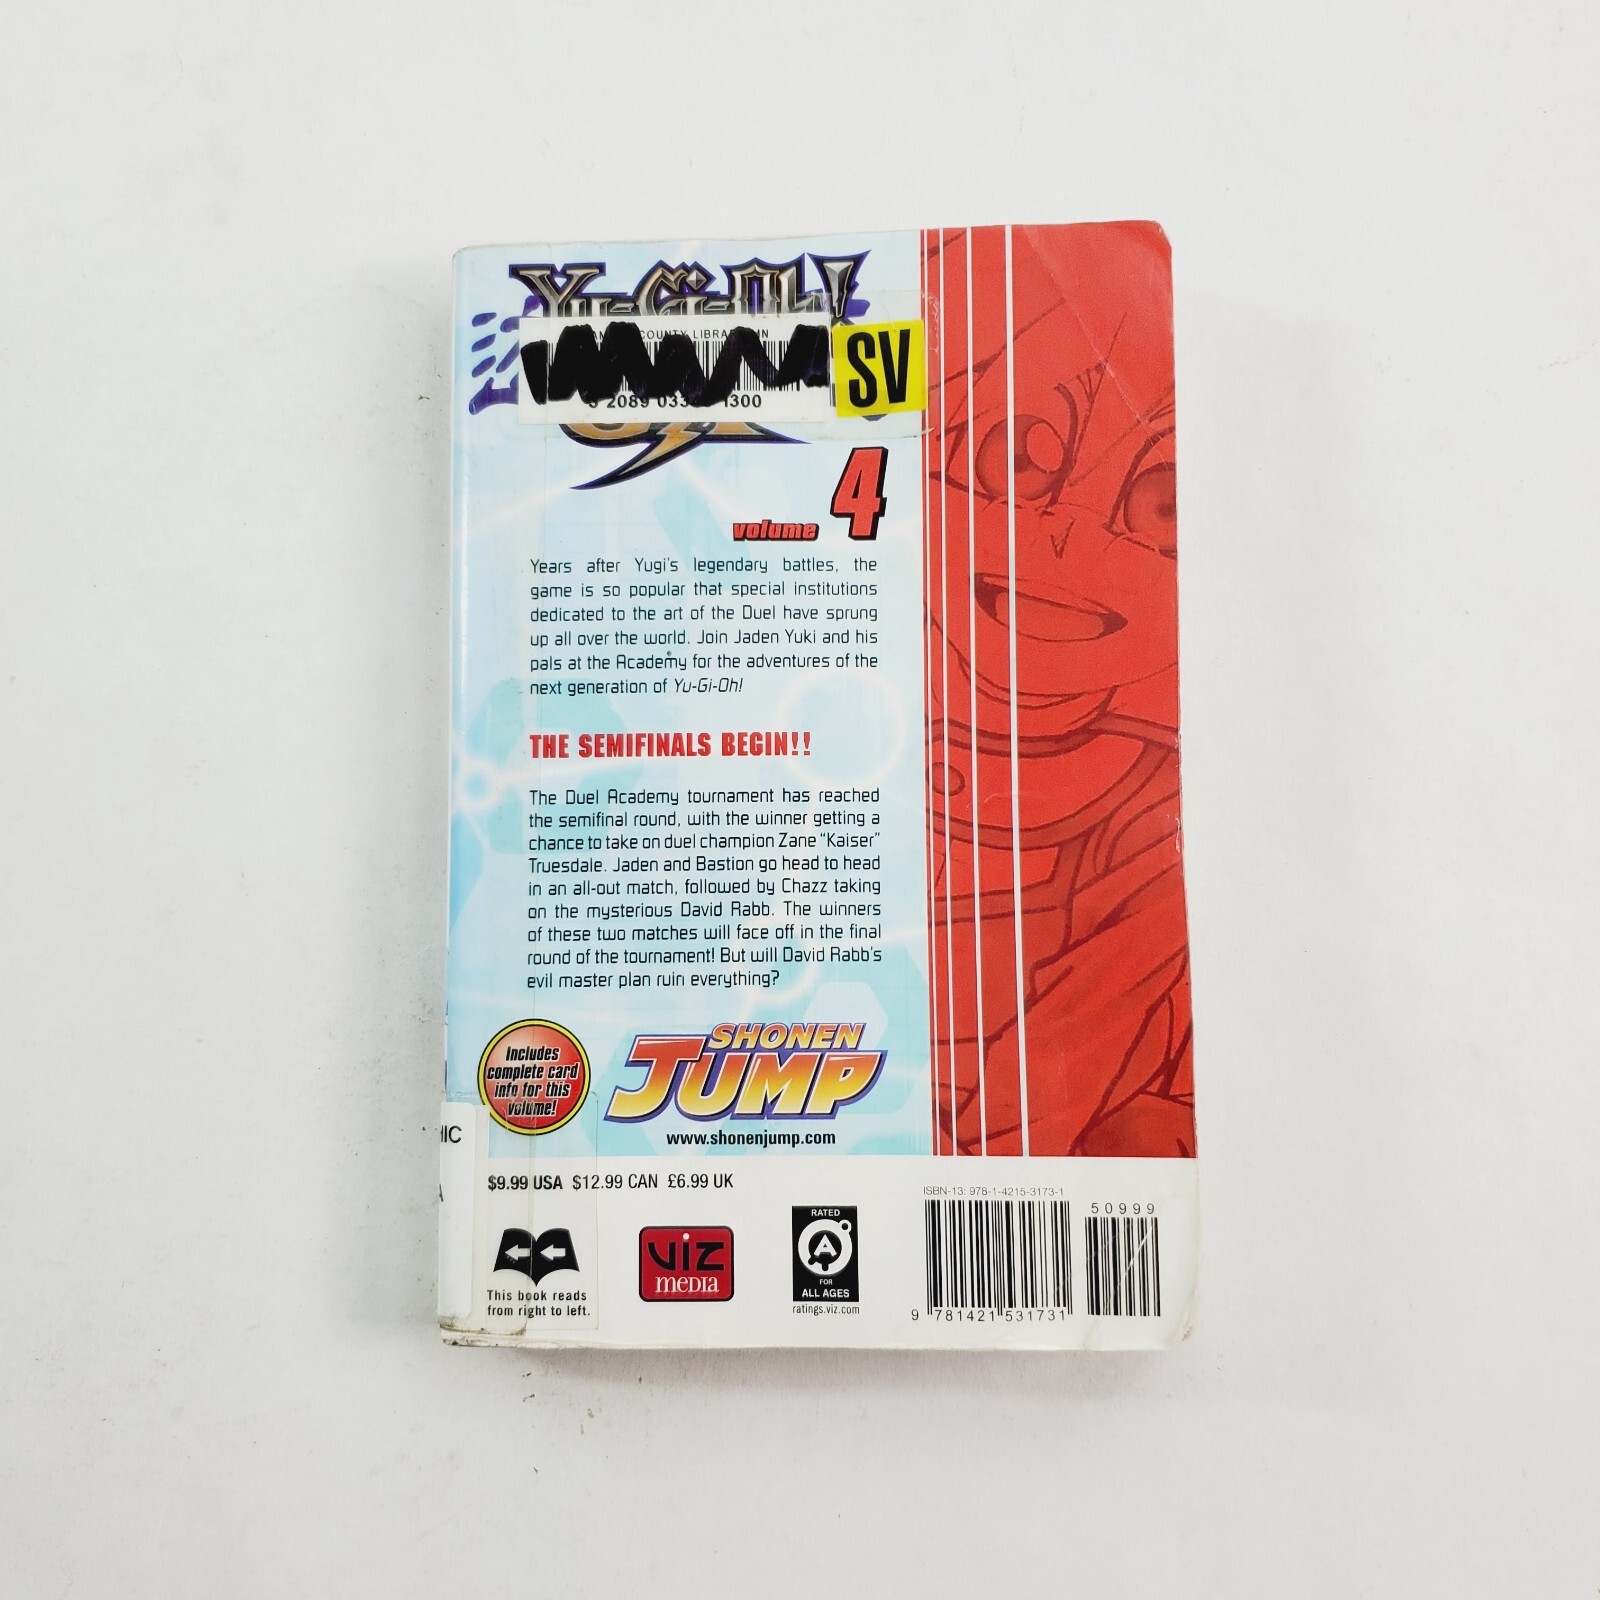 Yu-Gi-Oh!
COUNTY LIBRA
SV
2089 033
1300
volume 4
Years after Yugi's legendary battles, the
game is so popular that special institutions
dedicated to the art of the Duel have sprung
up all over the world. Join Jaden Yuki and his
pals at the Academy for the adventures of the
next generation of Yu-Gi-Oh!
THE SEMIFINALS BEGIN!!
The Duel Academy tournament has reached
the semifinal round, with the winner getting a
chance to take on duel champion Zane "Kaiser"
Truesdale. Jaden and Bastion go head to head
in an all-out match, followed by Chazz taking
on the mysterious David Rabb. The winners
of these two matches will face off in the final
round of the tournament! But will David Rabb's
evil master plan ruin everything?
Includes
complete card
info for this
volume!
SHONEN
JUMP
www.shonenjump.com
HIC
A
$9.99 USA $12.99 CAN £6.99 UK
This book reads
from right to left.
viz
media
RATED
A
FOR
ALL AGES
ratings.viz.com
ISBN-13: 978-1-4215-3173-1
50999
9 781421 531731